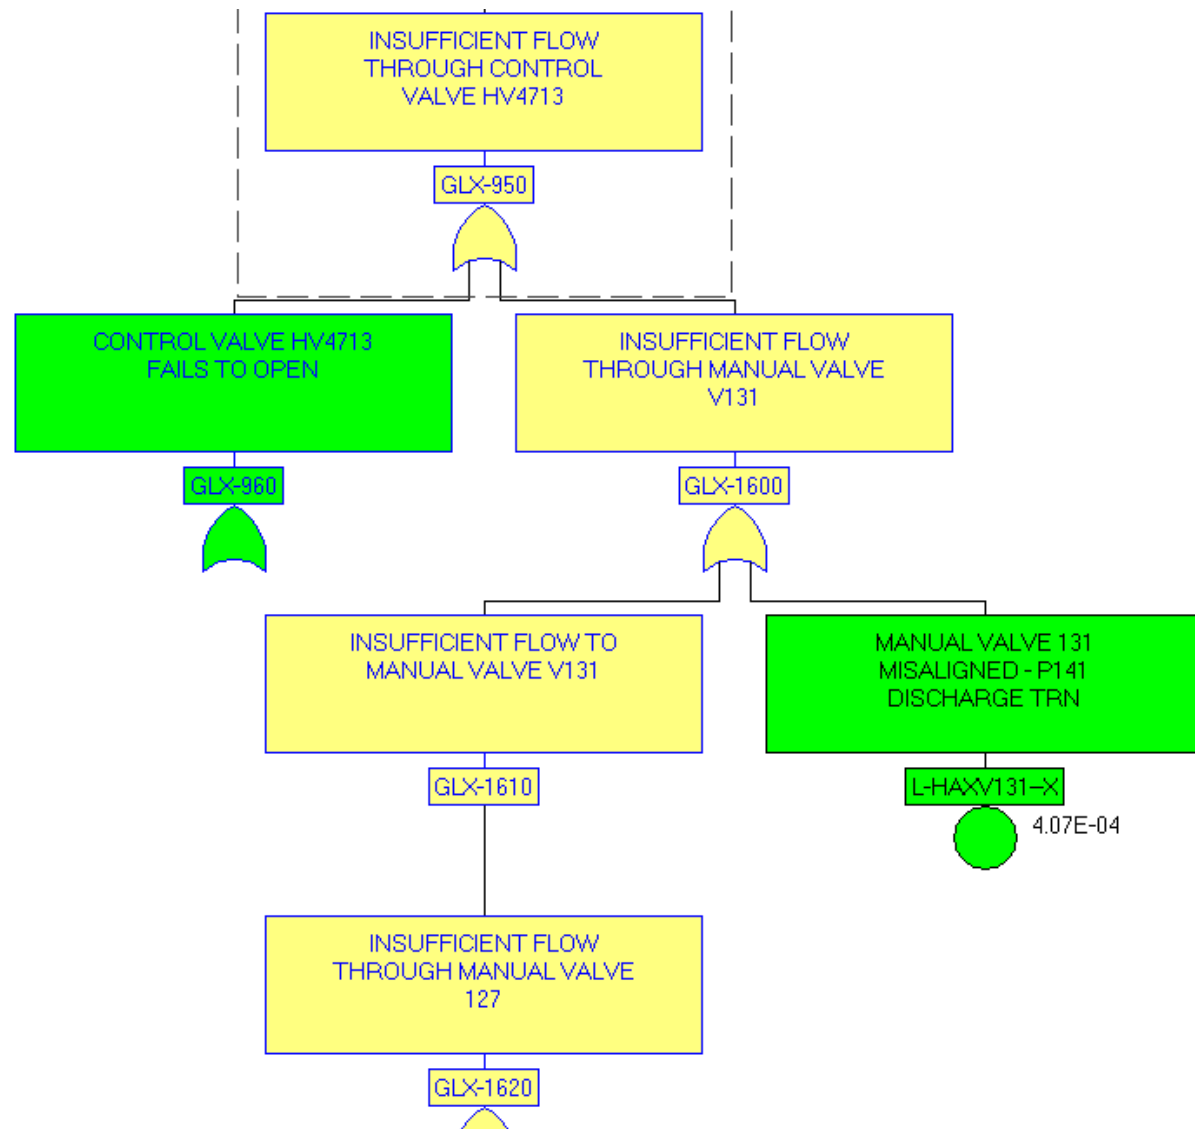 INSUFFICIENT FLOW
THROUGH CONTROL
VALVE HV4713
GLX-950
CONTROL VALVE HV4713
FAILS TO OPEN
GLX-960
INSUFFICIENT FLOW
THROUGH MANUAL VALVE
V131
GLX-1600
INSUFFICIENT FLOW TO
MANUAL VALVE V131
GLX-1610
MANUAL VALVE 131
MISALIGNED - P141
DISCHARGE TRN
L-HAXV131--X
4.07E-04
INSUFFICIENT FLOW
THROUGH MANUAL VALVE
127
GLX-1620